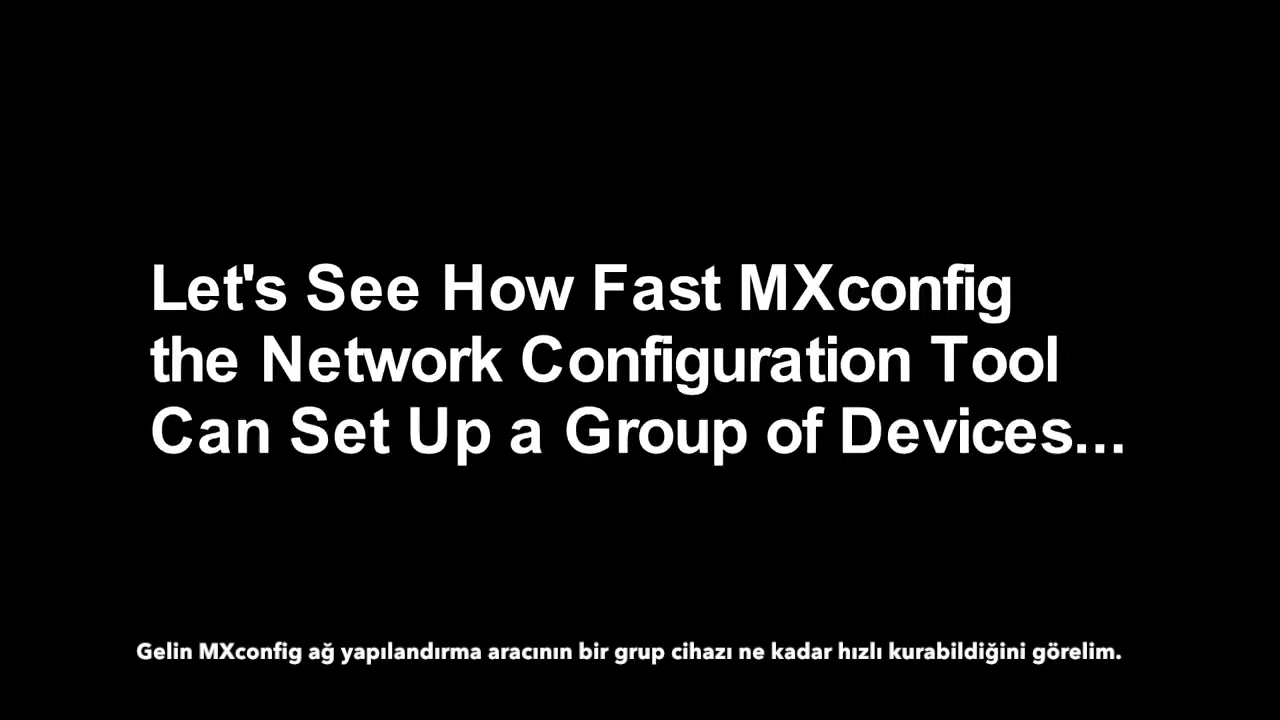 Let's See How Fast MXconfig
the Network Configuration Tool
Can Set Up a Group of Devices...
Gelin MXconfig ağ yapılandırma aracının bir grup cihazı ne kadar hızlı kurabildiğini görelim.